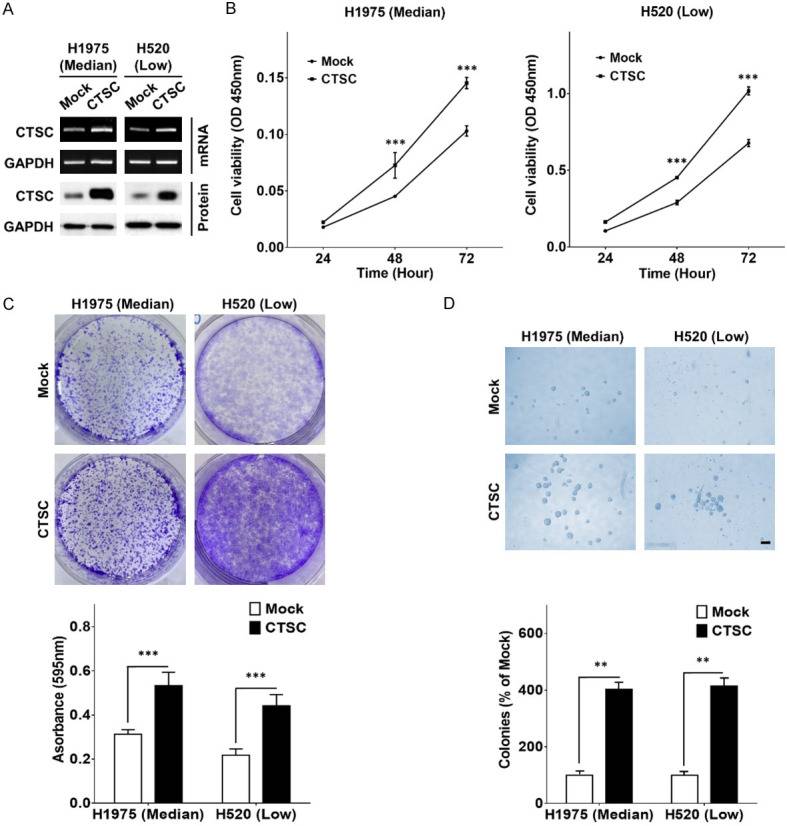 A
H1975 H520
(Median) (Low)
Mock CTSC Mock CTSC
CTSC
GAPDH
mRNA
CTSC
GAPDH
Protein
B
H1975 (Median)
Mock
CTSC
Cell viability (OD 450nm)
0.15
0.10
0.05
0.00
***
***
24 48 72
Time (Hour)
H520 (Low)
Mock
CTSC
Cell viability (OD 450nm)
1.0
0.5
0.0
***
***
24 48 72
Time (Hour)
C
H1975 (Median) H520 (Low)
Mock
CTSC
Mock
CTSC
Asorbance (595nm)
0.8
0.6
0.4
0.2
0.0
***
***
H1975 (Median) H520 (Low)
D
H1975 (Median) H520 (Low)
Mock
CTSC
Mock
CTSC
Colonies (% of Mock)
600
400
200
0
**
**
H1975 (Median) H520 (Low)